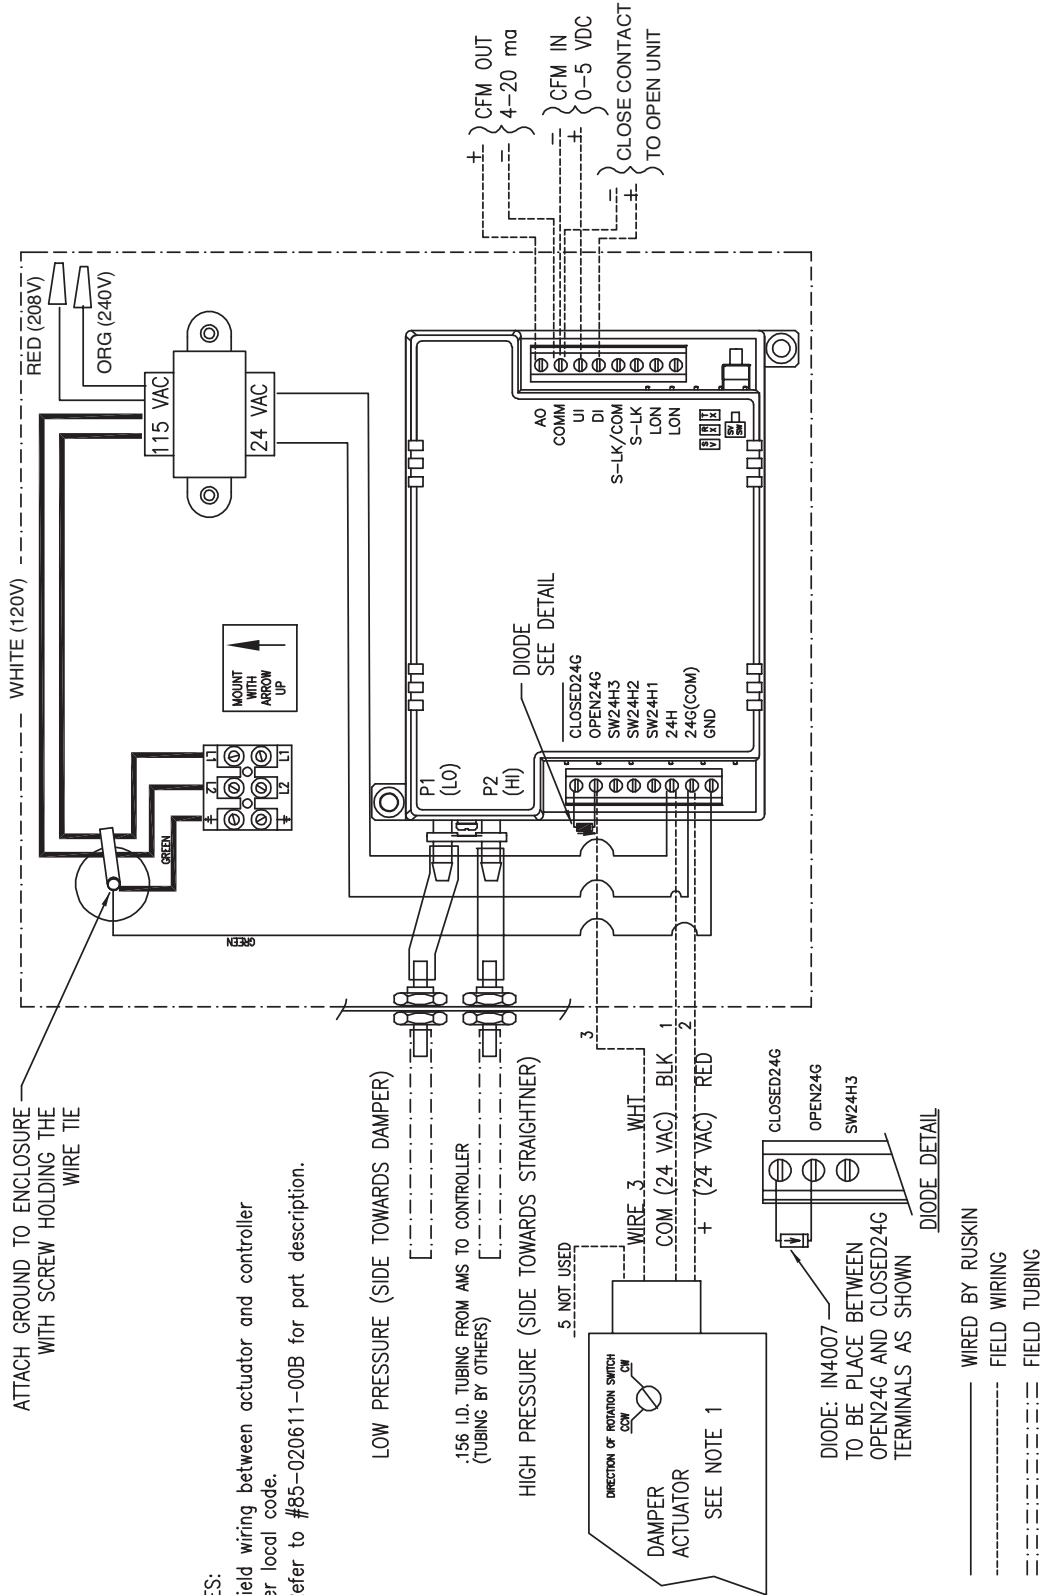 ATTACH GROUND TO ENCLOSURE
WITH SCREW HOLDING THE
WIRE TIE
WHITE (120V)
RED (208V)
ORG (240V)
115 VAC
24 VAC
MOUNT
WITH
ARROW
UP
L1
L2
L1
L2
GREEN
GREEN
ES:
ield wiring between actuator and controller
er local code.
efer to #85-020611-00B for part description.
LOW PRESSURE (SIDE TOWARDS DAMPER)
.156 I.D. TUBING FROM AMS TO CONTROLLER
(TUBING BY OTHERS)
HIGH PRESSURE (SIDE TOWARDS STRAIGHTNER)
P1
(LO)
P2
(HI)
DIODE
SEE DETAIL
CLOSED24G
OPEN24G
SW24H3
SW24H2
SW24H1
24H
24G(COM)
GND
AO
COMM
UI
DI
S-LK/COM
S-LK
LON
LON
S V
R X
T X
SV SW
+
-
CFM OUT
4-20 ma
-
+
CFM IN
0-5 VDC
-
+
CLOSE CONTACT
TO OPEN UNIT
5 NOT USED
WIRE 3 WHT 3
COM (24 VAC) BLK 1
+ (24 VAC) RED 2
DIRECTION OF ROTATION SWITCH
CCW
CW
DAMPER
ACTUATOR
SEE NOTE 1
CLOSED24G
OPEN24G
SW24H3
DIODE DETAIL
DIODE: IN4007
TO BE PLACE BETWEEN
OPEN24G AND CLOSED24G
TERMINALS AS SHOWN
WIRED BY RUSKIN
FIELD WIRING
FIELD TUBING